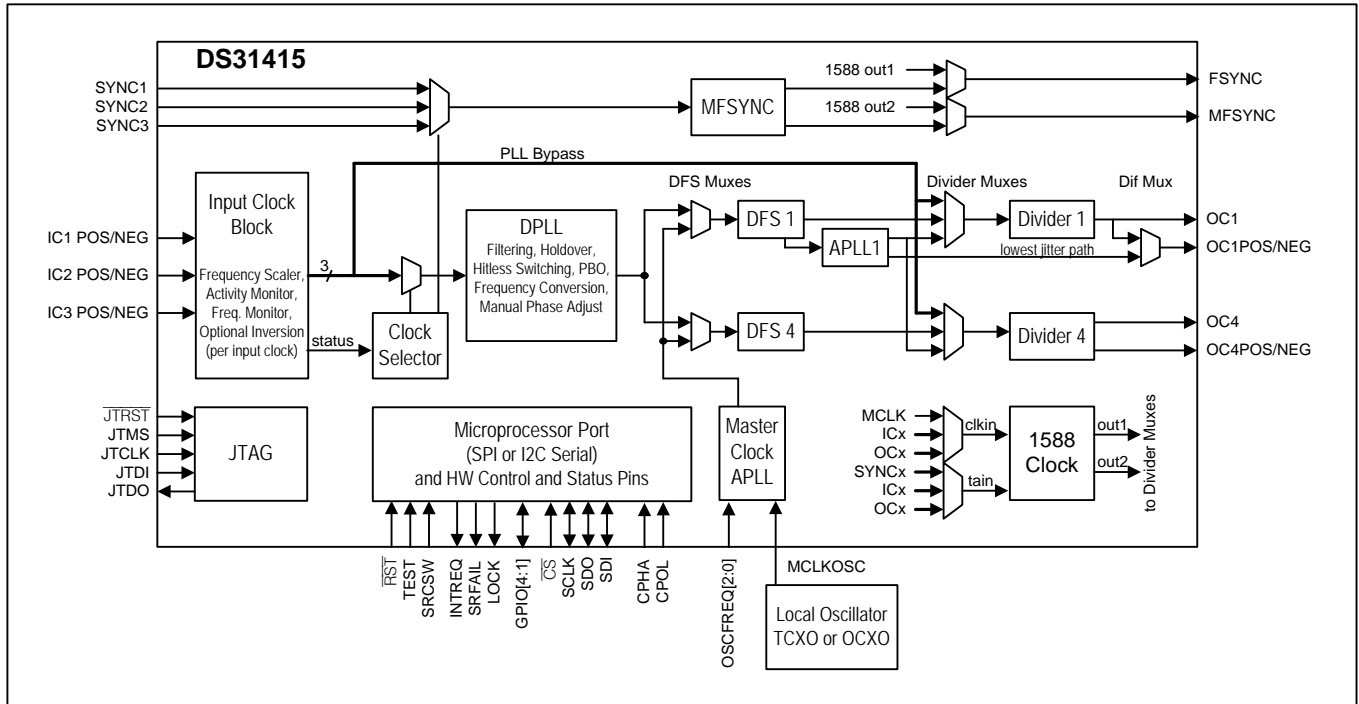 DS31415
SYNC1
SYNC2
SYNC3
1588 out1
1588 out2
MFSYNC
FSYNC
MFSYNC
PLL Bypass
IC1 POS/NEG
IC2 POS/NEG
IC3 POS/NEG
Input Clock
Block
Frequency Scaler,
Activity Monitor,
Freq. Monitor,
Optional Inversion
(per input clock)
3
status
Clock
Selector
DPLL
Filtering, Holdover,
Hitless Switching, PBO,
Frequency Conversion,
Manual Phase Adjust
DFS Muxes
DFS 1
APLL1
DFS 4
Divider Muxes
Divider 1
lowest jitter path
Divider 4
Dif Mux
OC1
OC1POS/NEG
OC4
OC4POS/NEG
JTRST
JTMS
JTCLK
JTDI
JTDO
JTAG
Microprocessor Port
(SPI or I2C Serial)
and HW Control and Status Pins
RST
TEST
SRCSW
INTREQ
SRFAIL
LOCK
GPIO[4:1]
CS
SCLK
SDO
SDI
CPHA
CPOL
Master
Clock
APLL
OSCFREQ[2:0]
MCLKOSC
Local Oscillator
TCXO or OCXO
MCLK
ICx
OCx
SYNCx
ICx
OCx
clkin
tain
1588
Clock
out1
out2
to Divider Muxes